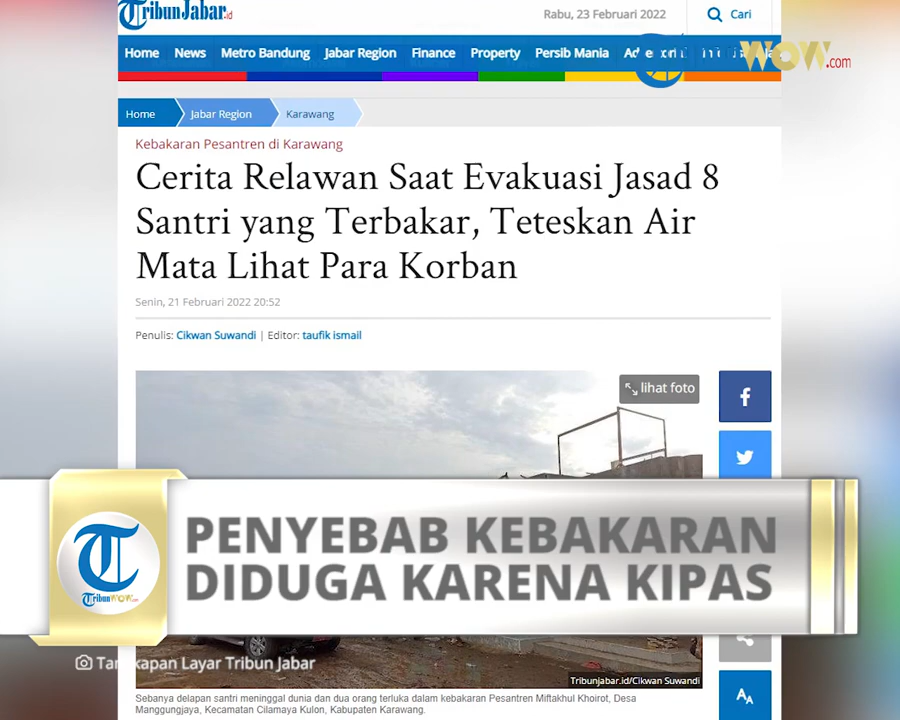 TribunJabar.id
Rabu, 23 Februari 2022
Cari
Home News Metro Bandung Jabar Region Finance Property Persib Mania
WOW.com
Home Jabar Region Karawang
Kebakaran Pesantren di Karawang
Cerita Relawan Saat Evakuasi Jasad 8
Santri yang Terbakar, Teteskan Air
Mata Lihat Para Korban
Senin, 21 Februari 2022 20:52
Penulis: Cikwan Suwandi | Editor: taufik ismail
lihat foto
PENYEBAB KEBAKARAN
DIDUGA KARENA KIPAS
T
TribunWOW.com
Tangkapan Layar Tribun Jabar
Tribunjabar.id/Cikwan Suwandi
AA
Sebanya delapan santri meninggal dunia dan dua orang terluka dalam kebakaran Pesantren Miftakhul Khoirot, Desa
Manggungjaya, Kecamatan Cilamaya Kulon, Kabupaten Karawang.